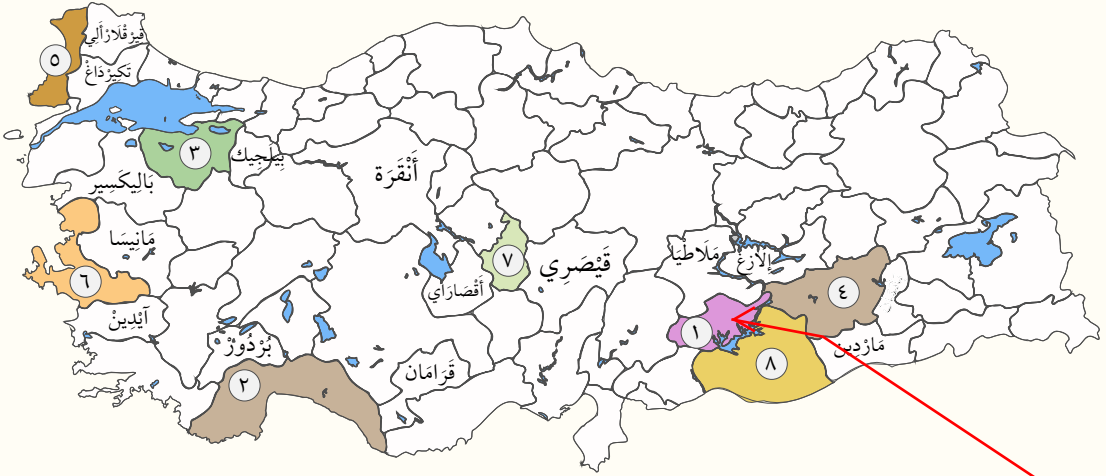 قِيرْقْلَارْأَلِي
٥
تَكِيرْدَاغْ
٣
بِيلَجِيك
أَنْقَرَة
بَالِيكَسِير
مَانِيسَا
٧
قَيْصَرِي
مَلَاطْيَا
إِلَازِغْ
٦
أَقْصَارَاي
٤
آيْدِينْ
١
بُرْدُورْ
مَارْدِين
٨
قَرَامَان
٢